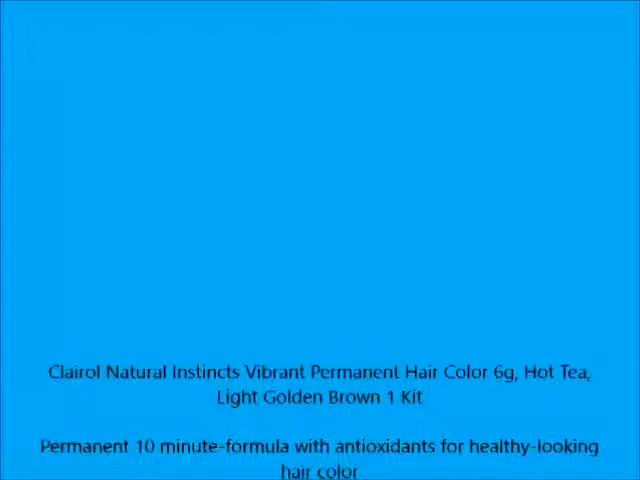 Clairol Natural Instincts Vibrant Permanent Hair Color 6g, Hot Tea,
Light Golden Brown 1 Kit
Permanent 10 minute-formula with antioxidants for healthy-looking
hair color